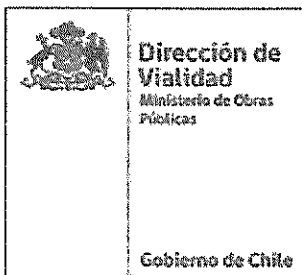 Dirección de
Vialidad
Ministerio de Obras
Públicas
Gobierno de Chile